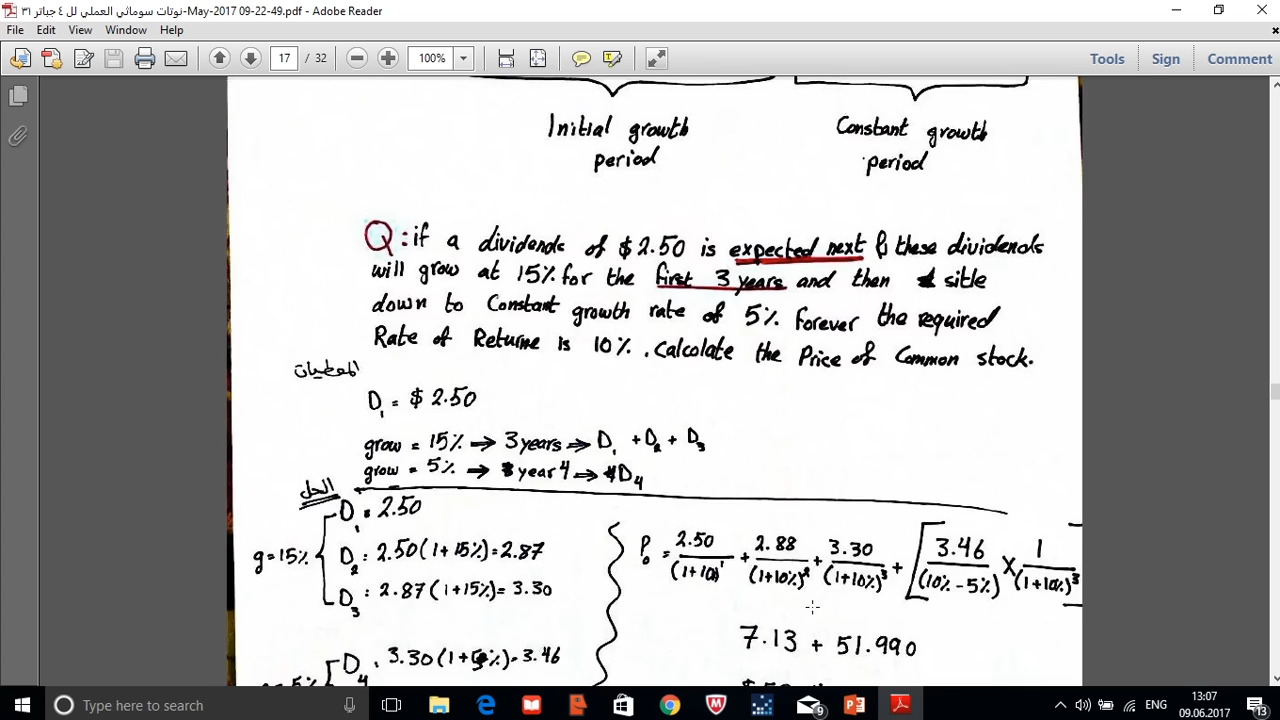 نوتات سوماثي العملي لل ٤ جباتر ٣١-May-2017 09-22-49.pdf - Adobe Reader
File Edit View Window Help
17 / 32 100% Tools Sign Comment
Initial growth period
Constant growth period
Q: if a dividends of $2.50 is expected next & these dividends
will grow at 15% for the first 3 years and then sitle
down to Constant growth rate of 5% forever the required
Rate of Returne is 10%. Calculate the Price of Common stock.
المعطيات
D1 = $ 2.50
grow = 15% → 3 years → D1 + D2 + D3
grow = 5% → year 4 → D4
الحل
D1 = 2.50
g=15% D2 : 2.50(1+15%) = 2.87
D3 : 2.87(1+15%) = 3.30
D4 : 3.30(1+5%) = 3.46
P0 = 2.50/(1+10)^1 + 2.88/(1+10%)^2 + 3.30/(1+10%)^3 + [3.46/(10%-5%) × 1/(1+10%)^3
7.13 + 51.990
Search the web and Windows
ENG 13:07
09.06.2017